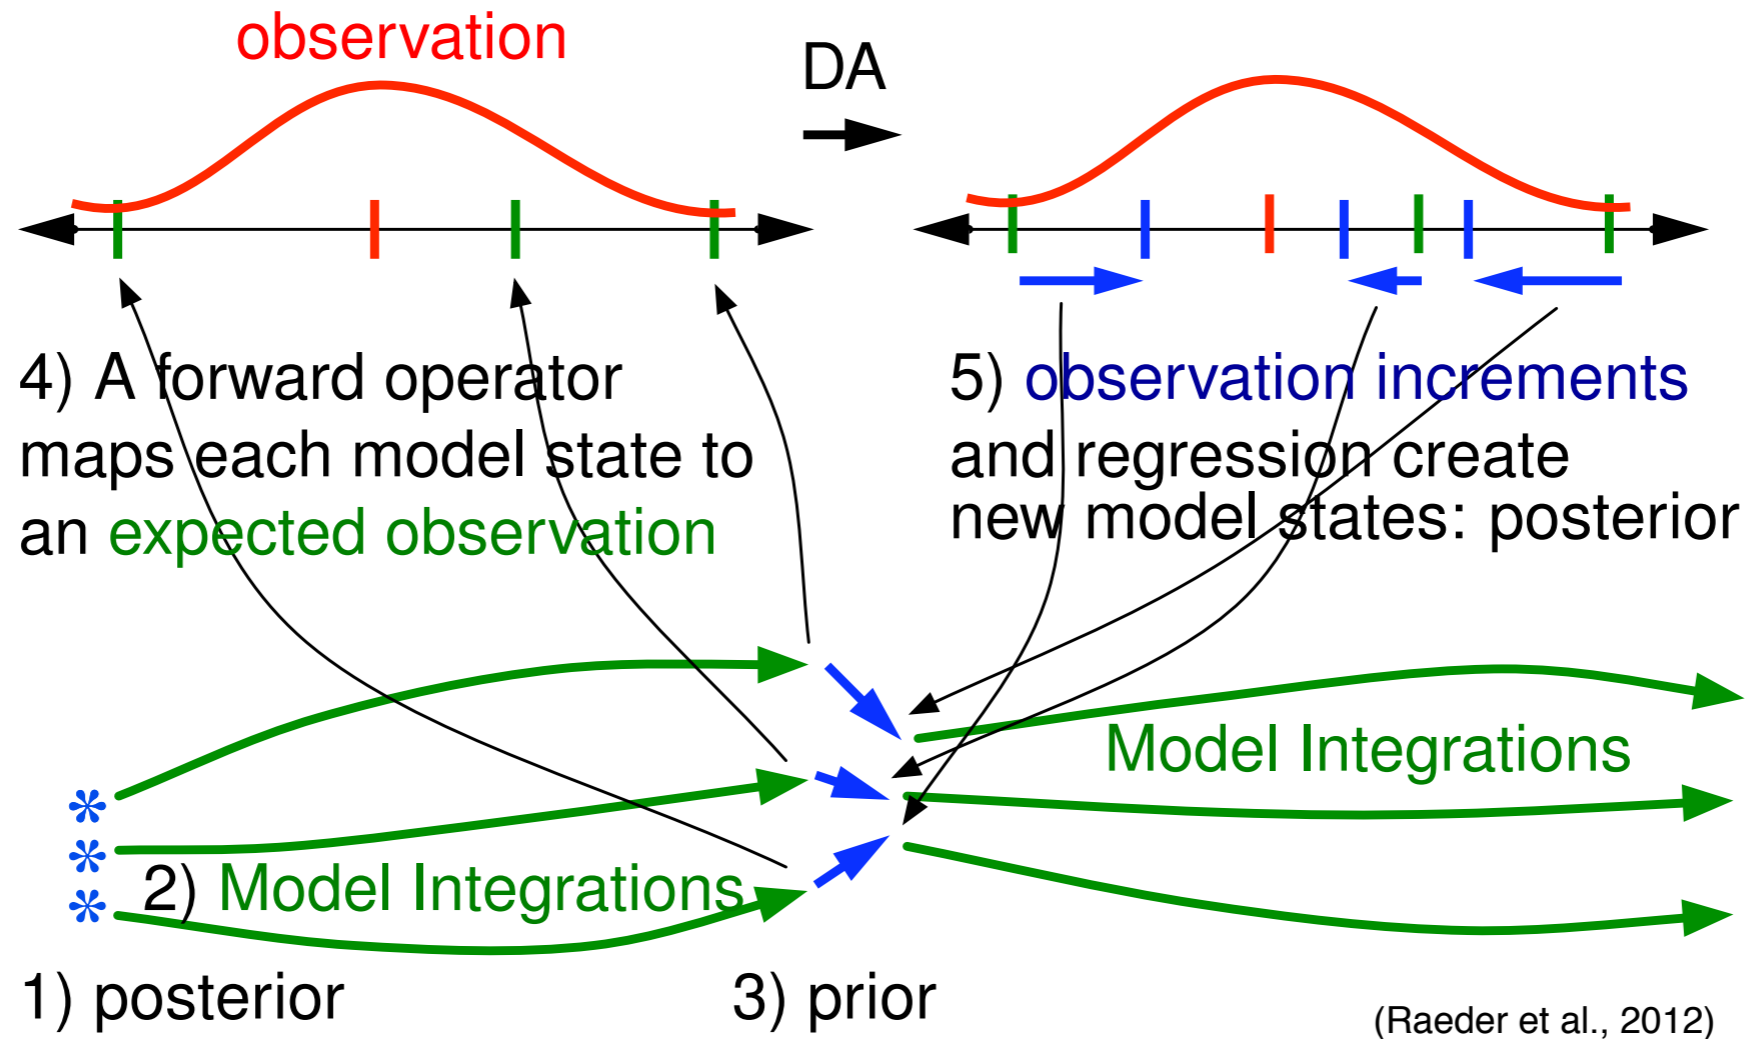 observation
DA
4) A forward operator
maps each model state to
an expected observation
5) observation increments
and regression create
new model states: posterior
Model Integrations
2) Model Integrations
1) posterior
3) prior
(Raeder et al., 2012)